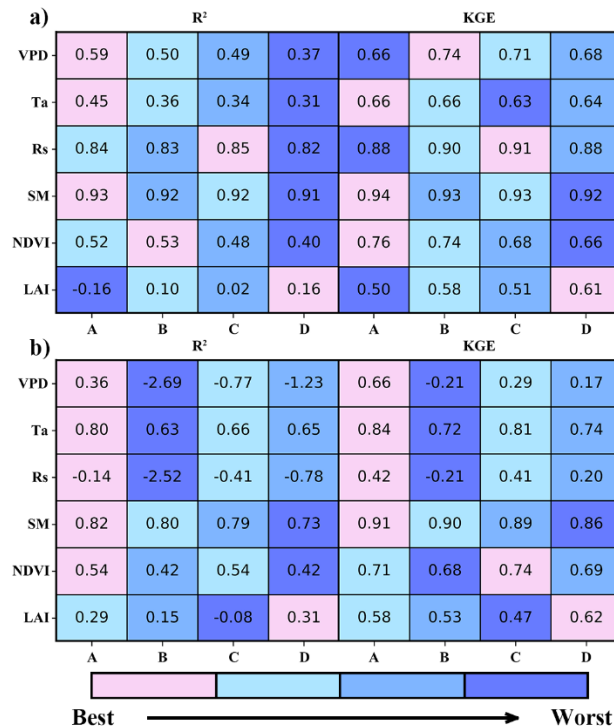 a) R² KGE
VPD 0.59 0.50 0.49 0.37 0.66 0.74 0.71 0.68
Ta 0.45 0.36 0.34 0.31 0.66 0.66 0.63 0.64
Rs 0.84 0.83 0.85 0.82 0.88 0.90 0.91 0.88
SM 0.93 0.92 0.92 0.91 0.94 0.93 0.93 0.92
NDVI 0.52 0.53 0.48 0.40 0.76 0.74 0.68 0.66
LAI -0.16 0.10 0.02 0.16 0.50 0.58 0.51 0.61
A B C D A B C D
b) R² KGE
VPD 0.36 -2.69 -0.77 -1.23 0.66 -0.21 0.29 0.17
Ta 0.80 0.63 0.66 0.65 0.84 0.72 0.81 0.74
Rs -0.14 -2.52 -0.41 -0.78 0.42 -0.21 0.41 0.20
SM 0.82 0.80 0.79 0.73 0.91 0.90 0.89 0.86
NDVI 0.54 0.42 0.54 0.42 0.71 0.68 0.74 0.69
LAI 0.29 0.15 -0.08 0.31 0.58 0.53 0.47 0.62
A B C D A B C D
Best Worst